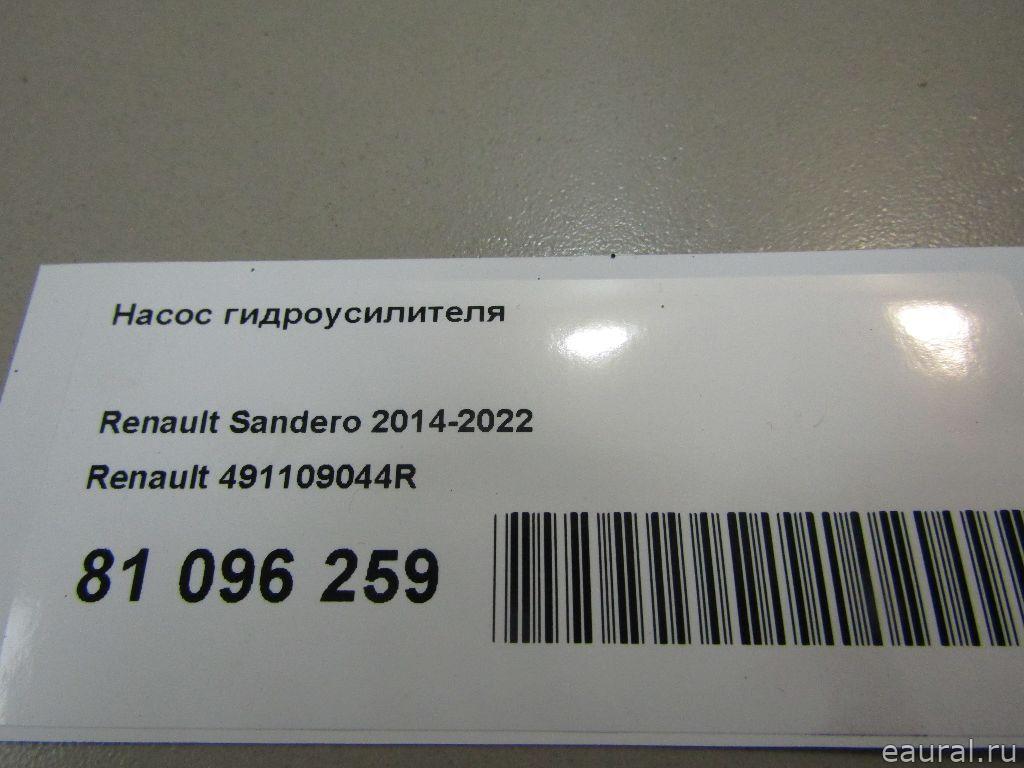 Насос гидроусилителя
Renault Sandero 2014-2022
Renault 491109044R
81 096 259
eaural.ru